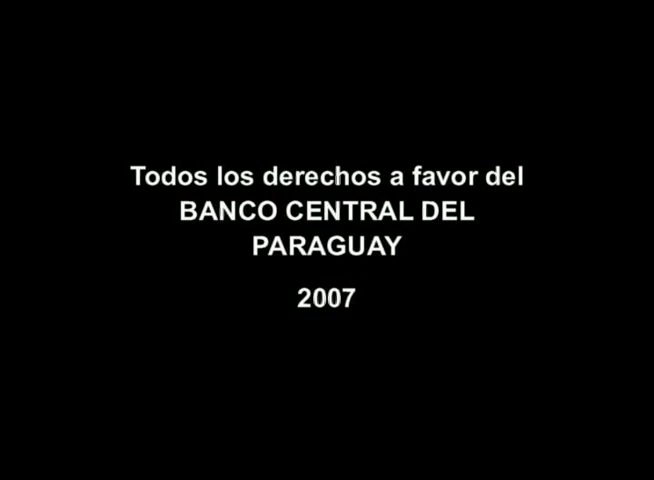 Todos los derechos a favor del
BANCO CENTRAL DEL
PARAGUAY
2007